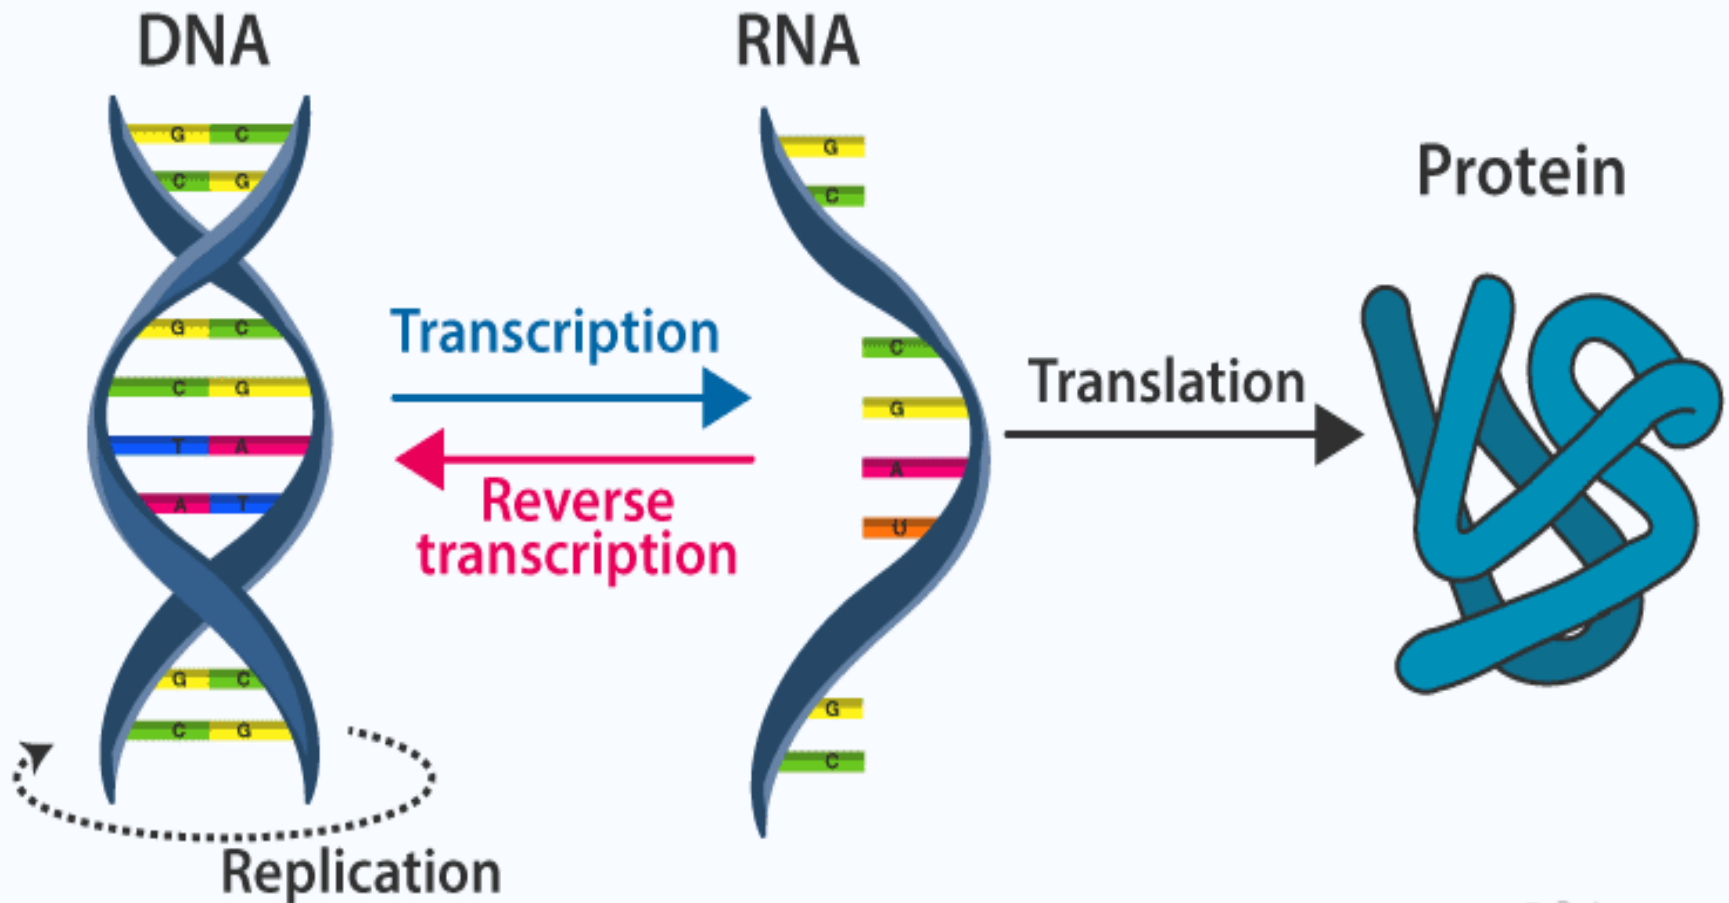 DNA
RNA
Protein
G C
C G
G C
C G
T A
A T
G C
C G
Transcription
Reverse
transcription
G
C
C
G
A
U
G
C
Translation
Replication